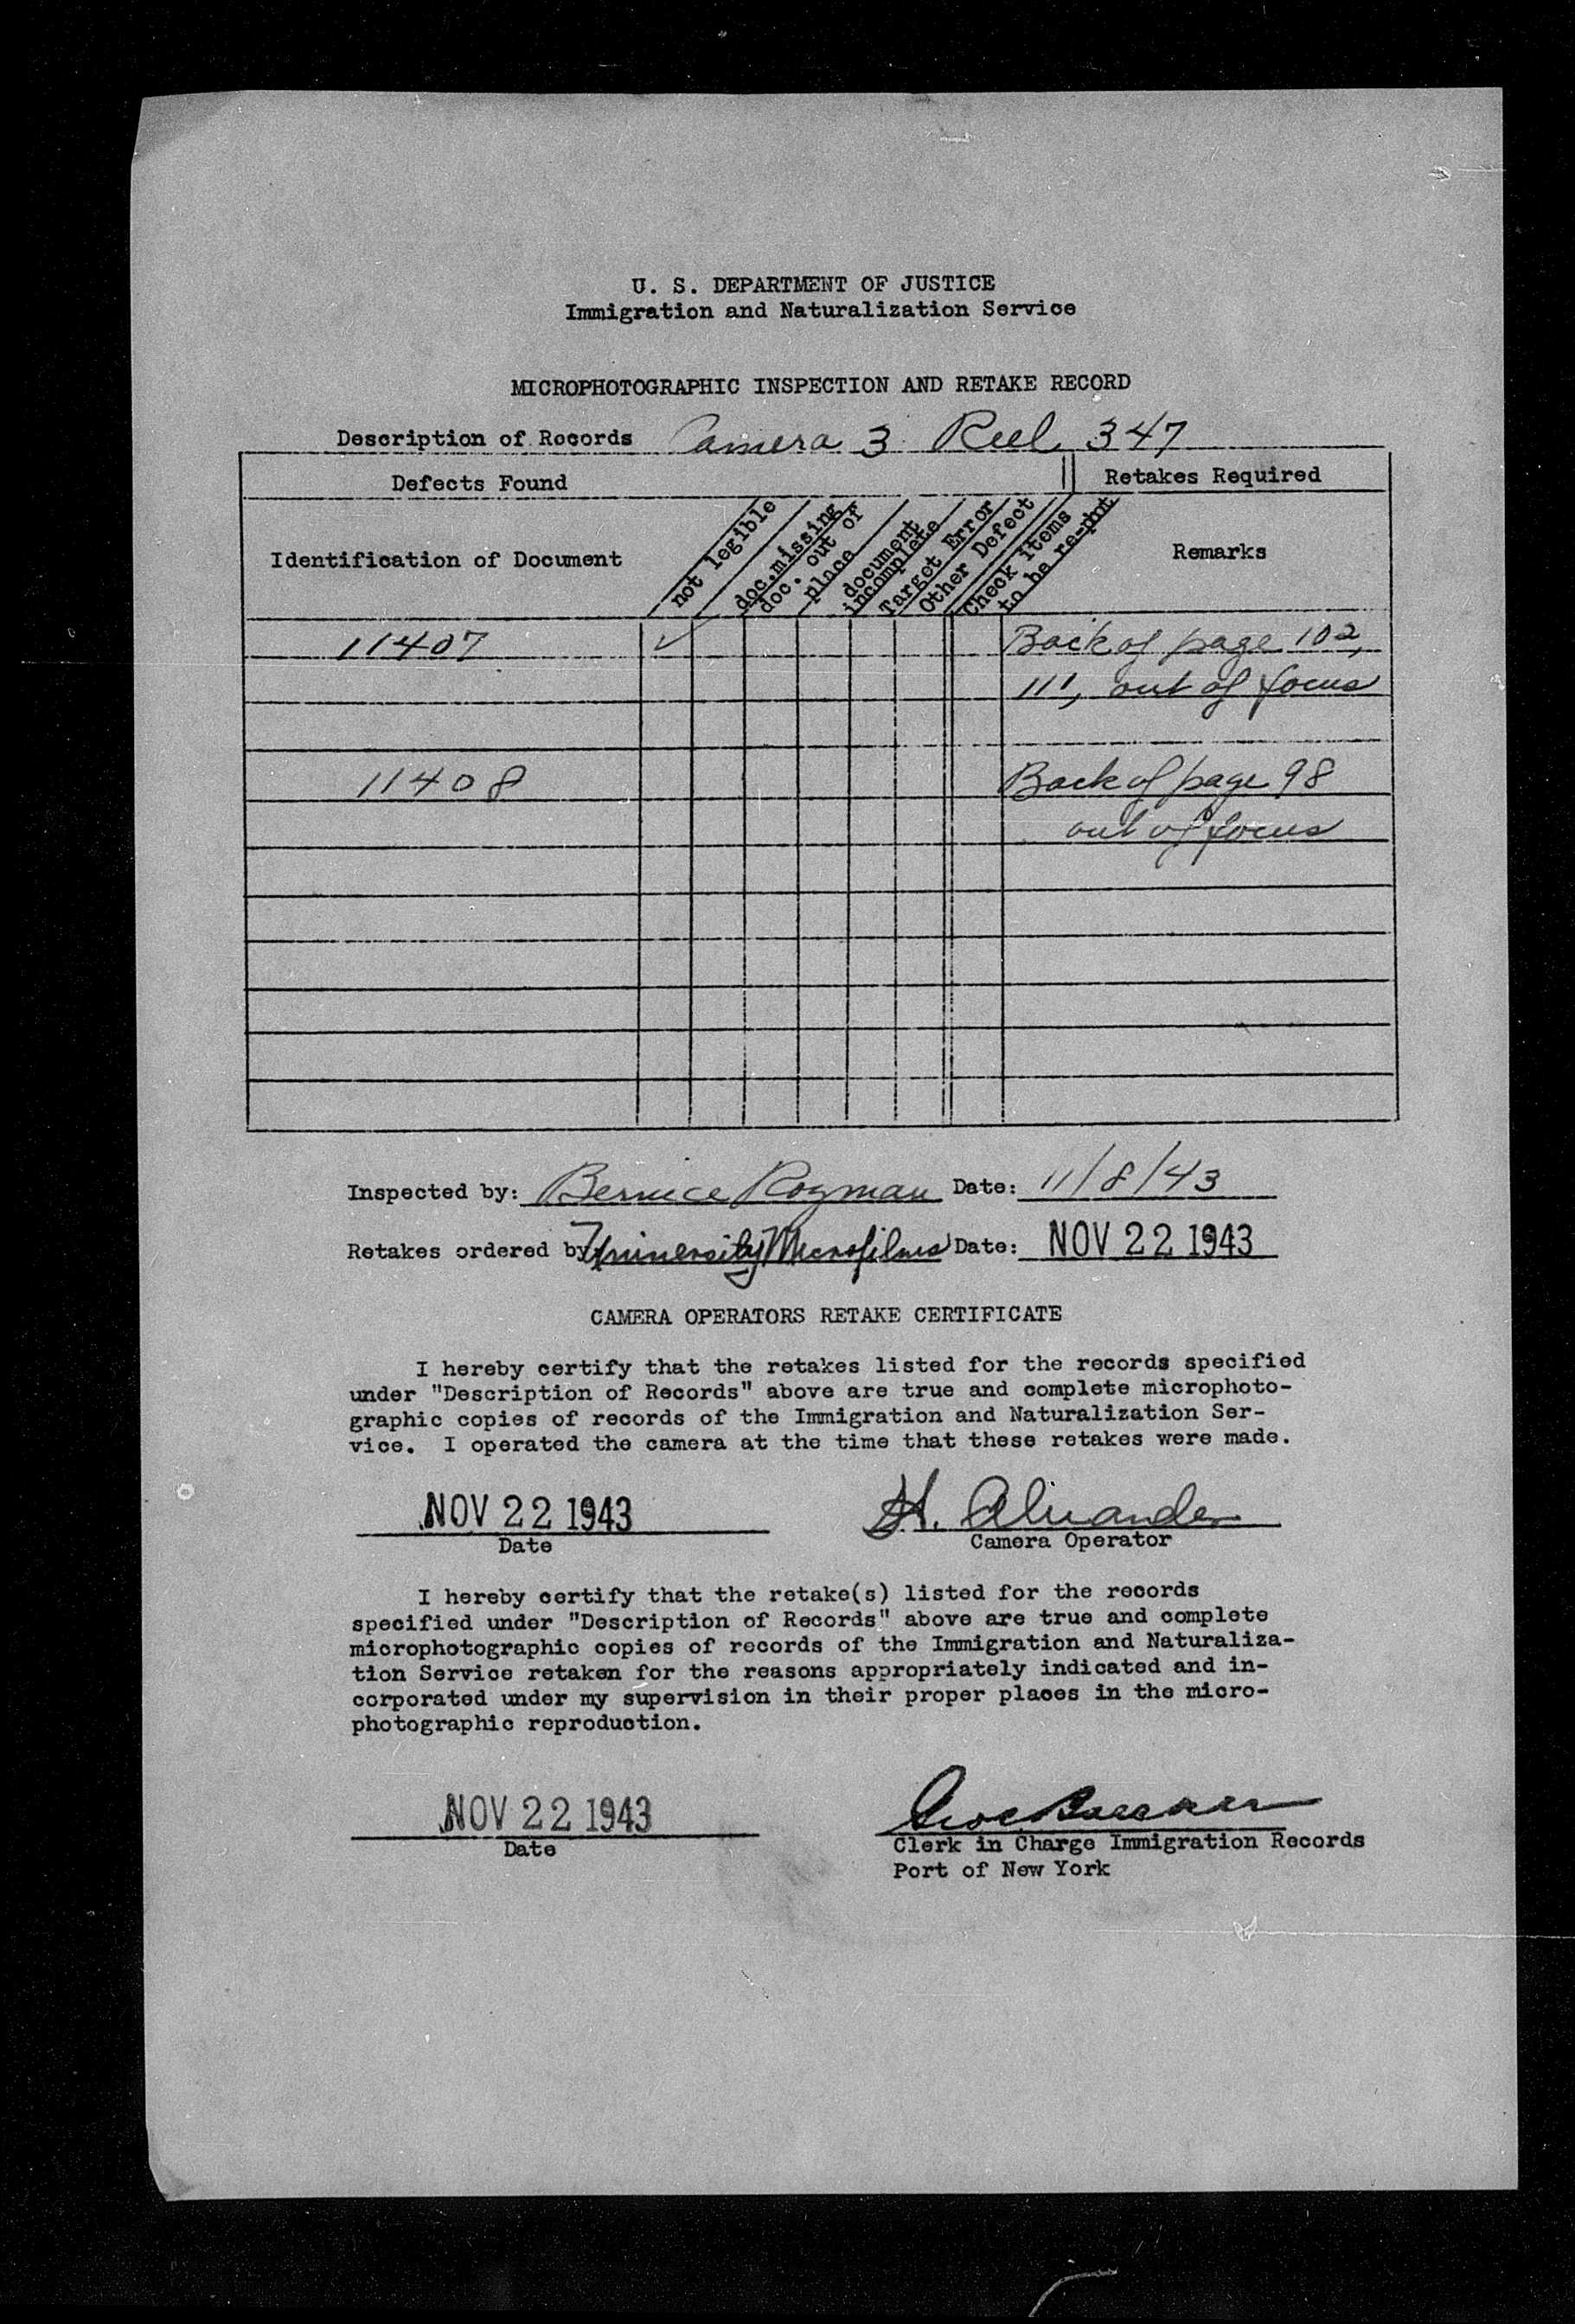 U. S. DEPARTMENT OF JUSTICE
Immigration and Naturalization Service
MICROPHOTOGRAPHIC INSPECTION AND RETAKE RECORD
Description of Records Camera 3 Reel 347
Defects Found
Retakes Required
Identification of Document
not legible
doc.missing
doc. out of
place
document
incomplete
Target Error
Other Defect
Check items
to be re-phot
Remarks
11407 ✓ Back of page 102,
111, out of focus
11408 Back of page 98
out of focus
Inspected by: Bernice Rogman Date: 11/8/43
Retakes ordered by University Microfilms Date: NOV 22 1943
CAMERA OPERATORS RETAKE CERTIFICATE
I hereby certify that the retakes listed for the records specified
under "Description of Records" above are true and complete microphoto-
graphic copies of records of the Immigration and Naturalization Ser-
vice. I operated the camera at the time that these retakes were made.
NOV 22 1943 H. Alexander
Date Camera Operator
I hereby certify that the retake(s) listed for the records
specified under "Description of Records" above are true and complete
microphotographic copies of records of the Immigration and Naturaliza-
tion Service retaken for the reasons appropriately indicated and in-
corporated under my supervision in their proper places in the micro-
photographic reproduction.
NOV 22 1943
Date Clerk in Charge Immigration Records
Port of New York